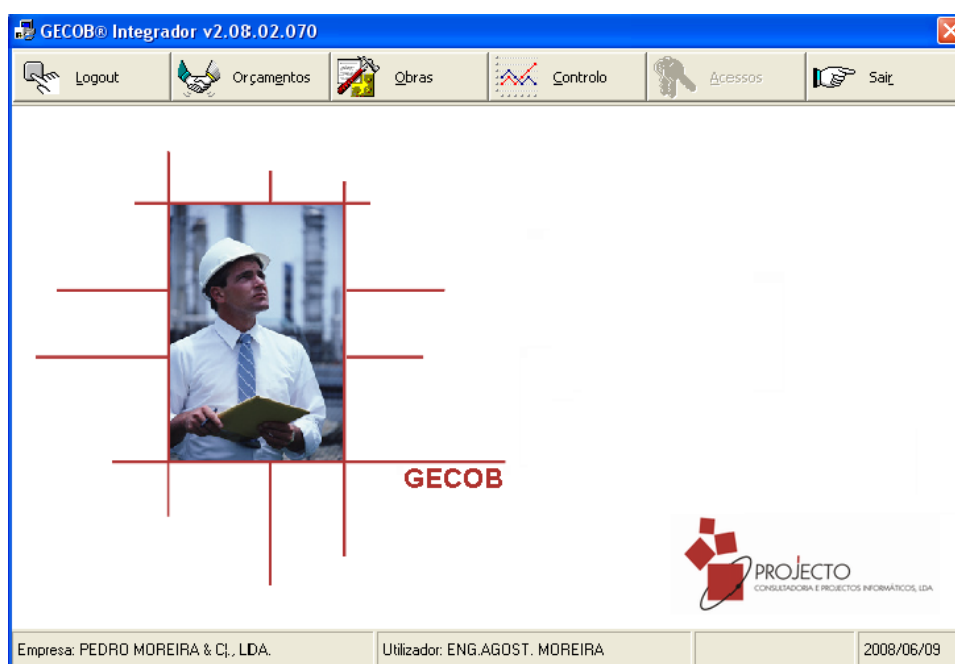 GECOB® Integrador v2.08.02.070
Logout Orçamentos Obras Controlo Acessos Sair
GECOB
PROJECTO
CONSULTADORIA E PROJECTOS INFORMÁTICOS, LDA
Empresa: PEDRO MOREIRA & C¦., LDA. Utilizador: ENG.AGOST. MOREIRA 2008/06/09